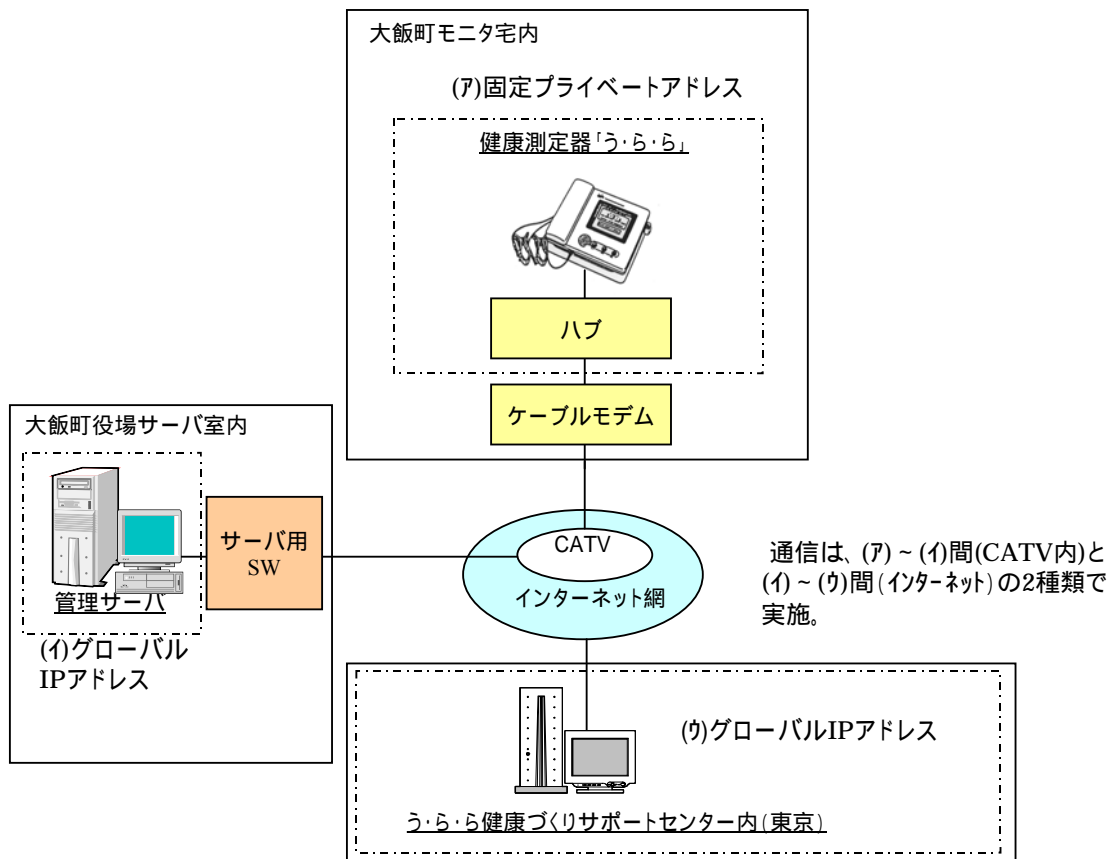 大飯町モニタ宅内
(ｱ)固定プライベートアドレス
健康測定器｢う･ら･ら｣
ハブ
ケーブルモデム
大飯町役場サーバ室内
サーバ用
SW
管理サーバ
(ｲ)グローバル
IPアドレス
CATV
インターネット網
通信は、(ｱ)~(ｲ)間(CATV内)と
(ｲ)~(ｳ)間(ｲﾝﾀｰﾈｯﾄ)の2種類で
実施。
(ｳ)グローバルIPアドレス
う･ら･ら健康づくりサポートセンター内(東京)